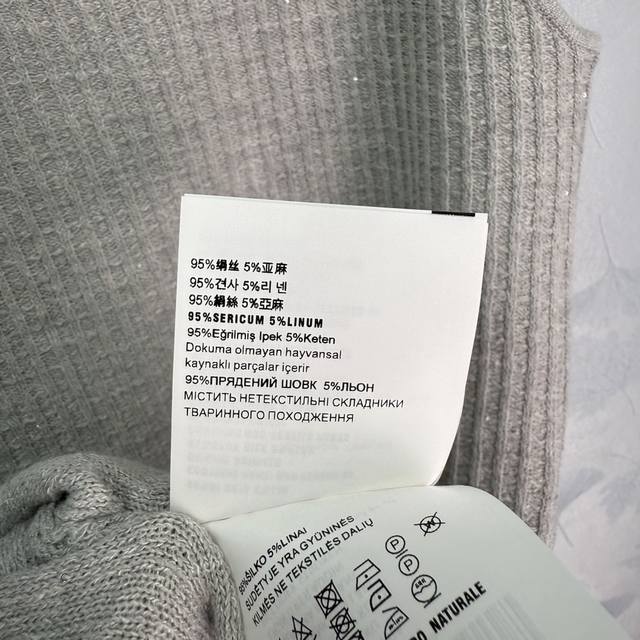 95%绢丝 5%亚麻
95%견사 5%리넨
95%絹絲 5%亞麻
95%SERICUM 5%LINUM
95%Eğrilmiş Ipek 5%Keten
Dokuma olmayan hayvansal
kaynaklı parçalar içerir
95%ПРЯДЕНИЙ ШОВК 5%ЛЬОН
МІСТИТЬ НЕТЕКСТИЛЬНІ СКЛАДНИКИ
ТВАРИННОГО ПОХОДЖЕННЯ
95%ŠILKO 5%LINAI
SUDĖTYJE YRA GYŪNINĖS
KILMĖS NE TEKSTILĖS DALIŲ
P
NATURALE